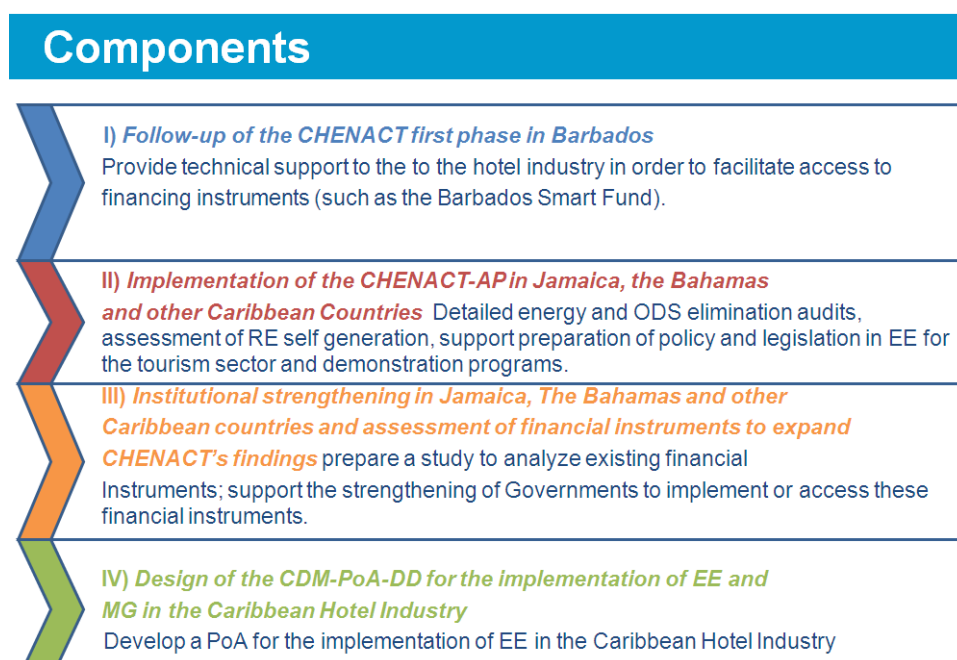 Components
I) Follow-up of the CHENACT first phase in Barbados
Provide technical support to the to the hotel industry in order to facilitate access to
financing instruments (such as the Barbados Smart Fund).
II) Implementation of the CHENACT-AP in Jamaica, the Bahamas
and other Caribbean Countries Detailed energy and ODS elimination audits,
assessment of RE self generation, support preparation of policy and legislation in EE for
the tourism sector and demonstration programs.
III) Institutional strengthening in Jamaica, The Bahamas and other
Caribbean countries and assessment of financial instruments to expand
CHENACT's findings prepare a study to analyze existing financial
Instruments; support the strengthening of Governments to implement or access these
financial instruments.
IV) Design of the CDM-PoA-DD for the implementation of EE and
MG in the Caribbean Hotel Industry
Develop a PoA for the implementation of EE in the Caribbean Hotel Industry